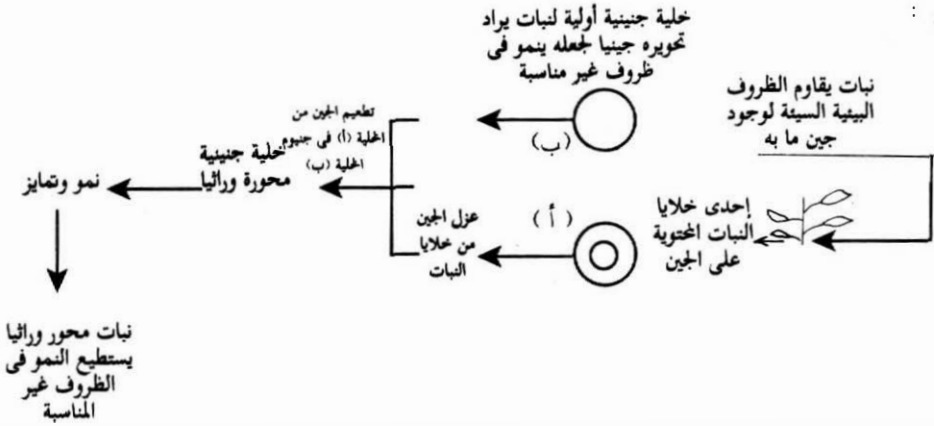 :
خلية جنينية أولية لنبات يراد
تحويره جينيا لجعله ينمو فى
ظروف غير مناسبة
نبات يقاوم الظروف
البيئية السيئة لوجود
جين ما به
(ب)
تطعيم الجين من
الخلية (أ) فى جنيوم
الخلية (ب)
خلية جنينية
محورة وراثيا
نمو وتمايز
إحدى خلايا
النبات المحتوية
على الجين
(أ)
عزل الجين
من خلايا
النبات
نبات محور وراثيا
يستطيع النمو فى
الظروف غير
المناسبة